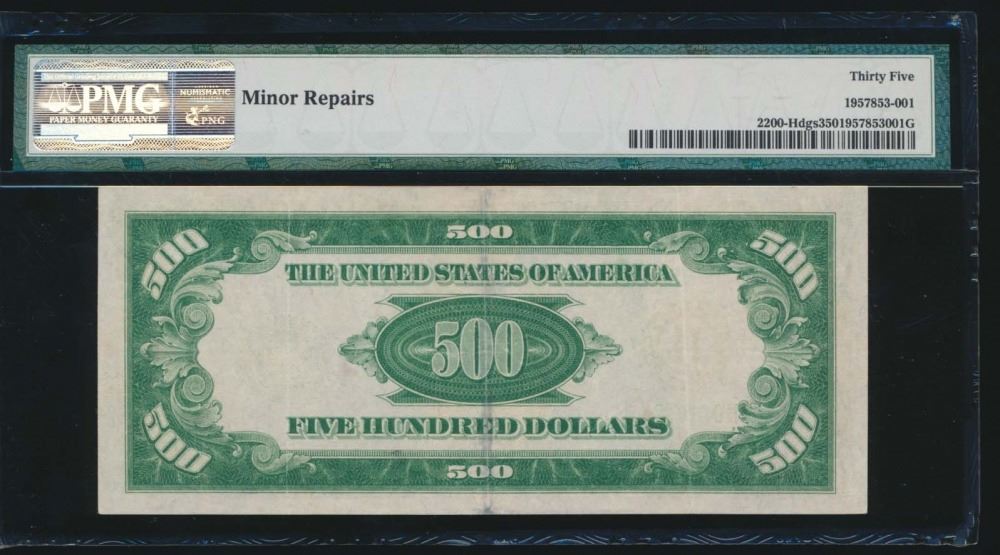 PMG
PAPER MONEY GUARANTY
NUMISMATIC
PNG
Minor Repairs
Thirty Five
1957853-001
2200-Hdgs3501957853001G
500
500
500
THE UNITED STATES OF AMERICA
500
FIVE HUNDRED DOLLARS
500
500
500